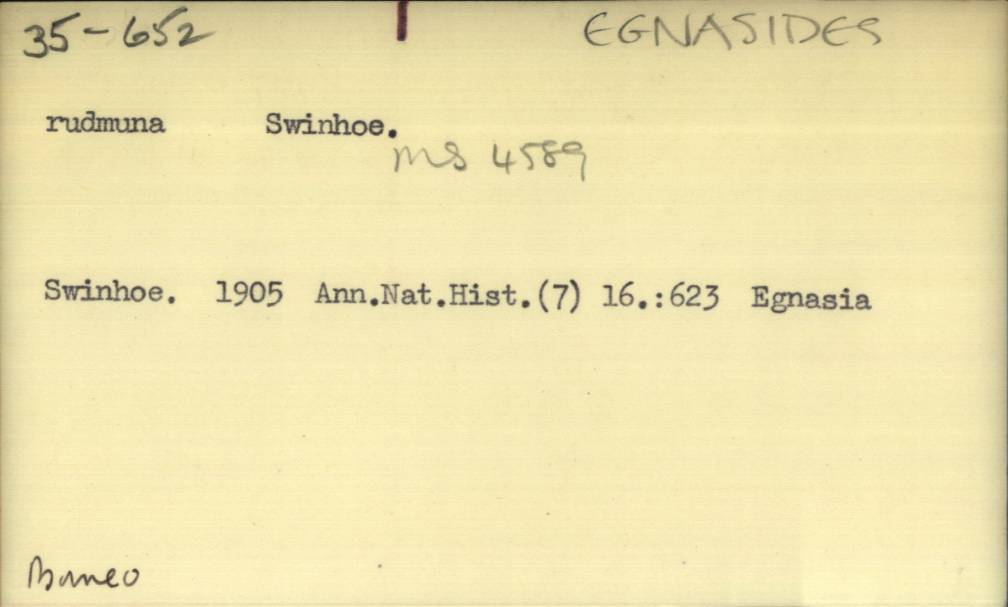 35-652 EGNASIDES
rudmuna Swinhoe.
MS 4589
Swinhoe. 1905 Ann.Nat.Hist.(7) 16.:623 Egnasia
Borneo